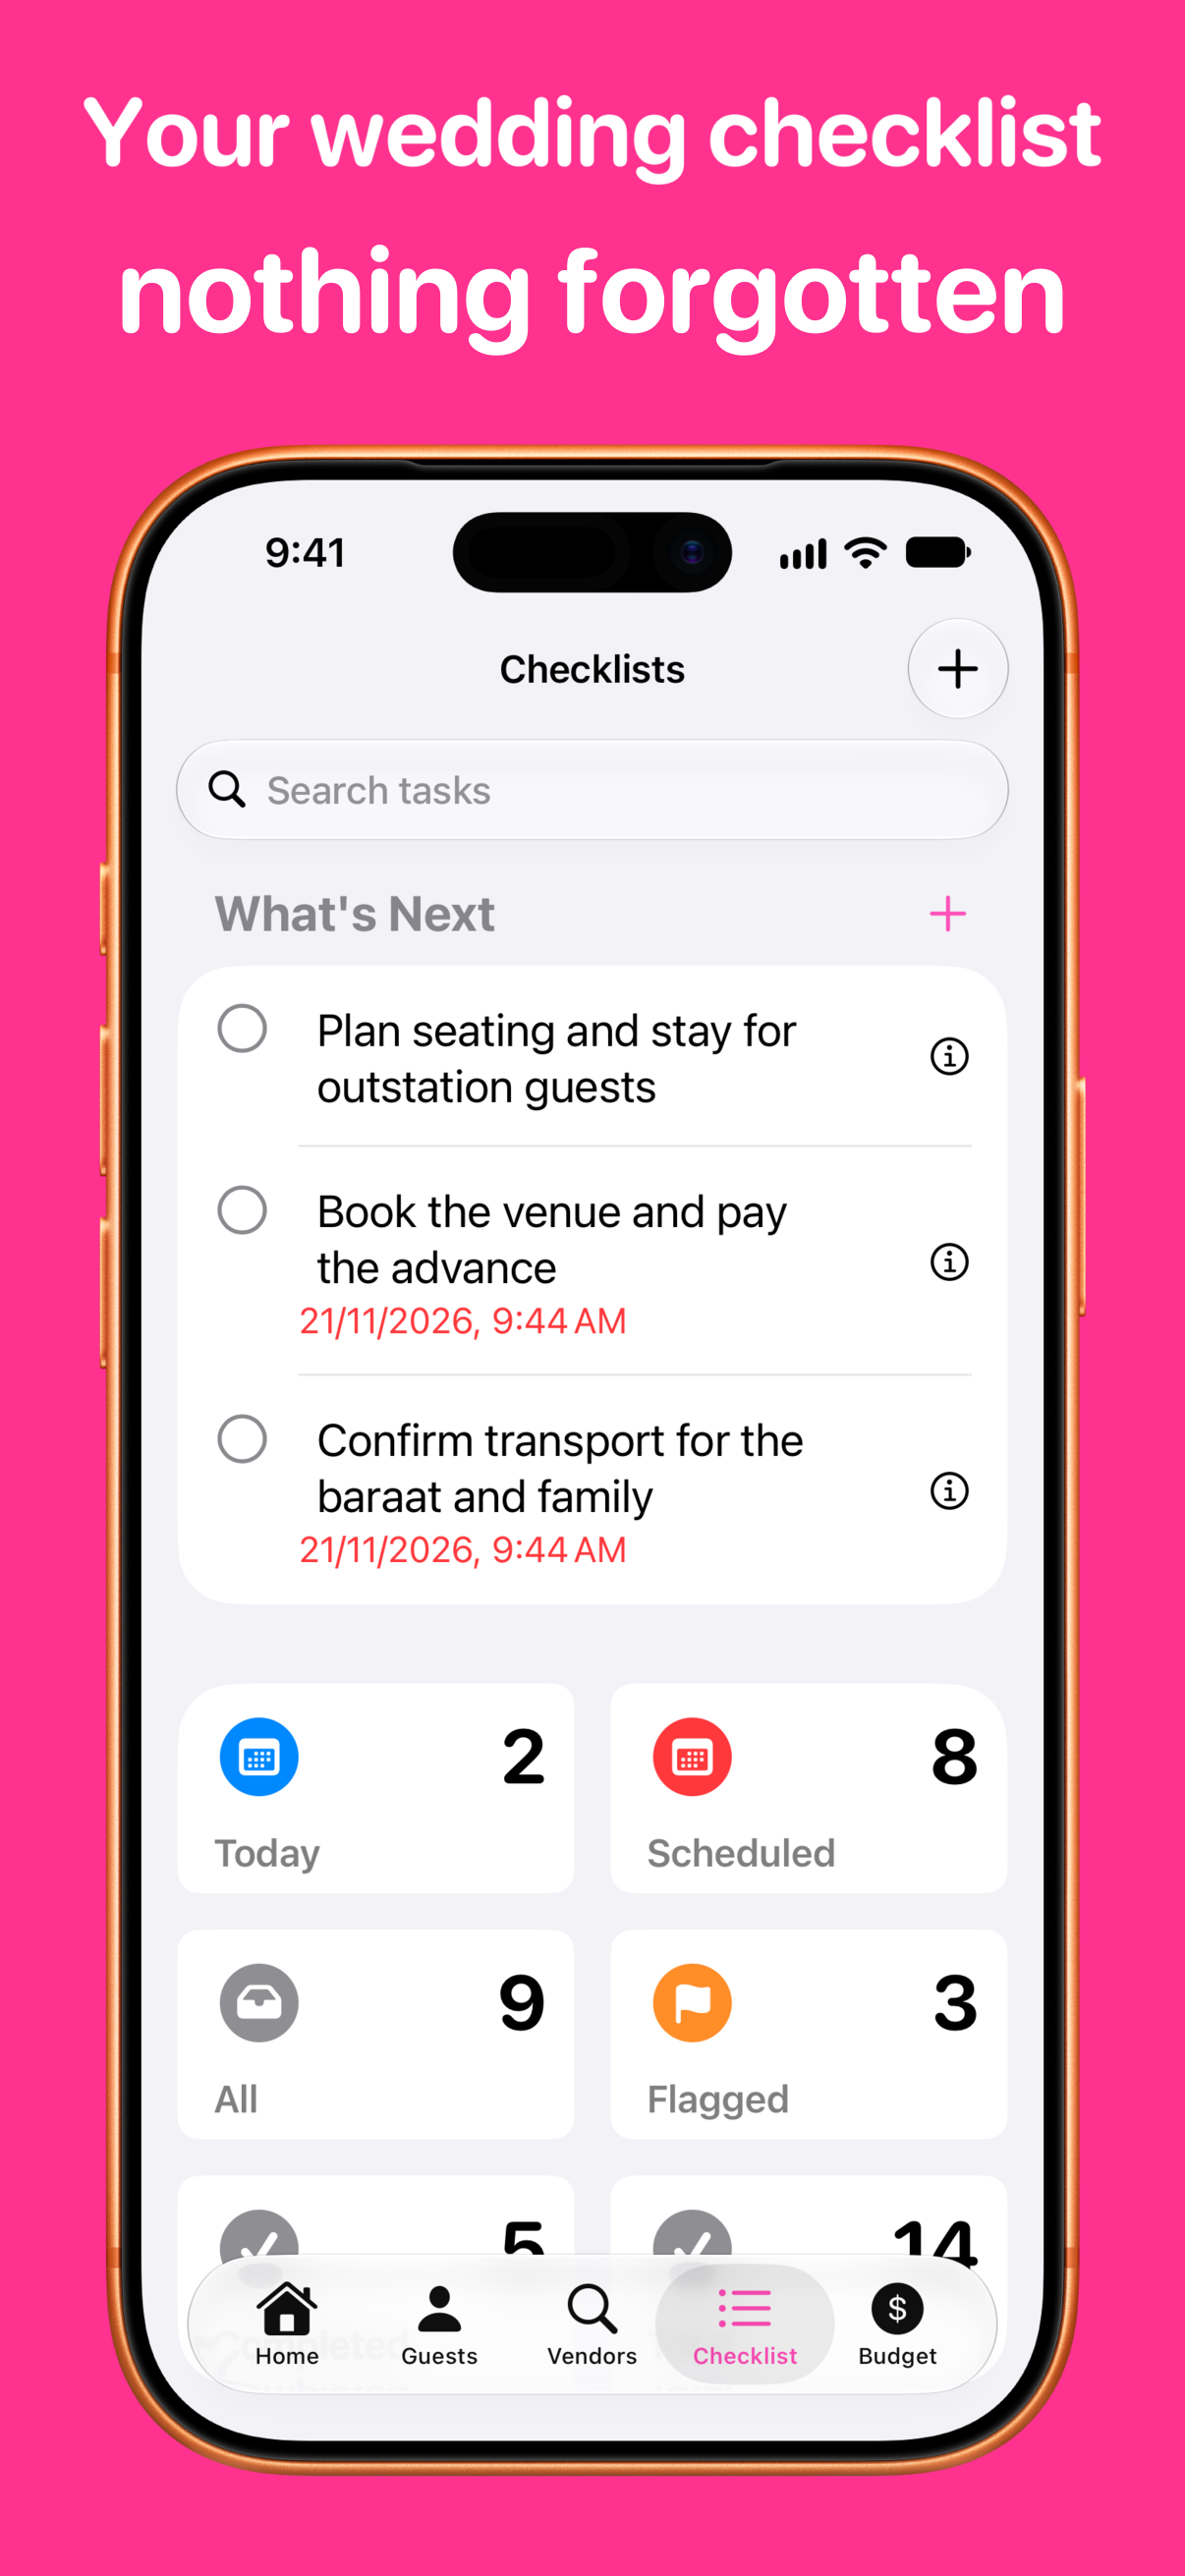 Your wedding checklist
nothing forgotten
9:41
Checklists
Search tasks
What's Next
Plan seating and stay for
outstation guests
Book the venue and pay
the advance
21/11/2026, 9:44 AM
Confirm transport for the
baraat and family
21/11/2026, 9:44 AM
2
8
Today
Scheduled
9
3
All
Flagged
5
14
Completed
Home
Guests
Vendors
Checklist
Budget
$